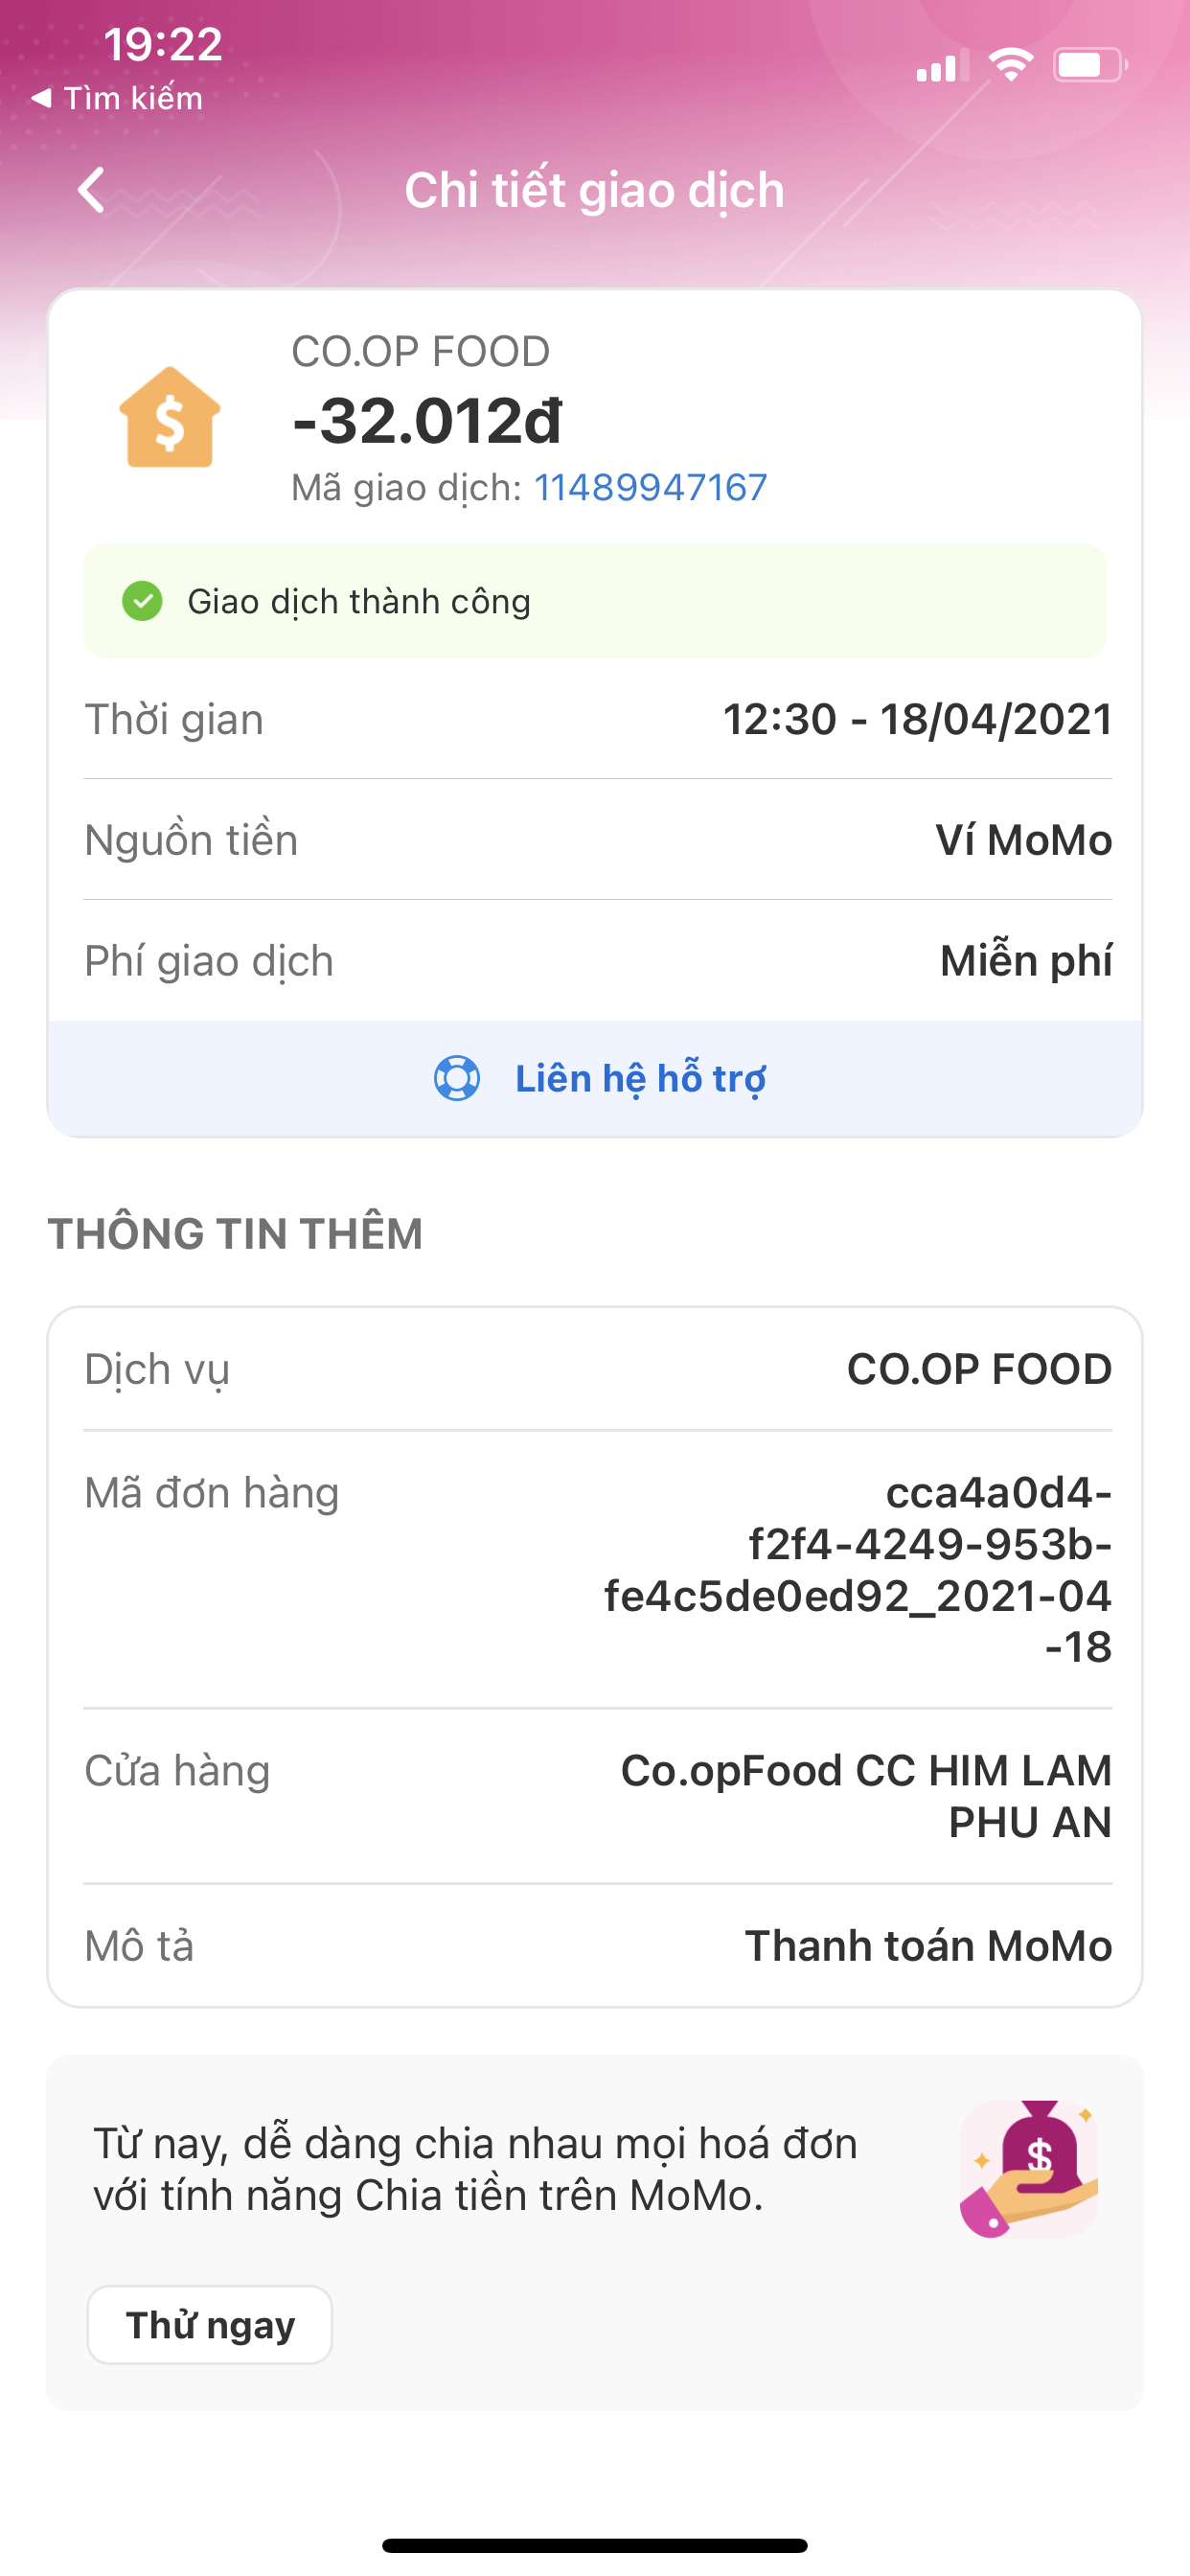 19:22
◀ Tìm kiếm
Chi tiết giao dịch
CO.OP FOOD
-32.012đ
Mã giao dịch: 11489947167
Giao dịch thành công
Thời gian 12:30 - 18/04/2021
Nguồn tiền Ví MoMo
Phí giao dịch Miễn phí
Liên hệ hỗ trợ
THÔNG TIN THÊM
Dịch vụ CO.OP FOOD
Mã đơn hàng cca4a0d4-
f2f4-4249-953b-
fe4c5de0ed92_2021-04
-18
Cửa hàng Co.opFood CC HIM LAM
PHU AN
Mô tả Thanh toán MoMo
Từ nay, dễ dàng chia nhau mọi hoá đơn
với tính năng Chia tiền trên MoMo.
Thử ngay